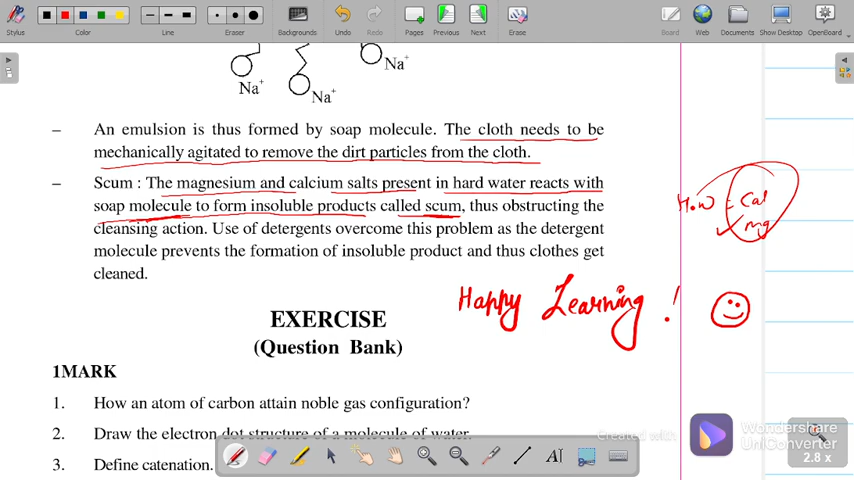 Stylus
Color
Line
Eraser
Backgrounds
Undo
Redo
Pages
Previous
Next
Erase
Board
Web
Documents
Show Desktop
OpenBoard
Na+
Na+
Na+
– An emulsion is thus formed by soap molecule. The cloth needs to be
mechanically agitated to remove the dirt particles from the cloth.
– Scum : The magnesium and calcium salts present in hard water reacts with
soap molecule to form insoluble products called scum, thus obstructing the
cleansing action. Use of detergents overcome this problem as the detergent
molecule prevents the formation of insoluble product and thus clothes get
cleaned.
H.W = Cal
mg
Happy Learning !
EXERCISE
(Question Bank)
1MARK
1. How an atom of carbon attain noble gas configuration?
2. Draw the electron dot structure of a molecule of water.
3. Define catenation.
Created with
Wondershare
UniConverter
2.8 x